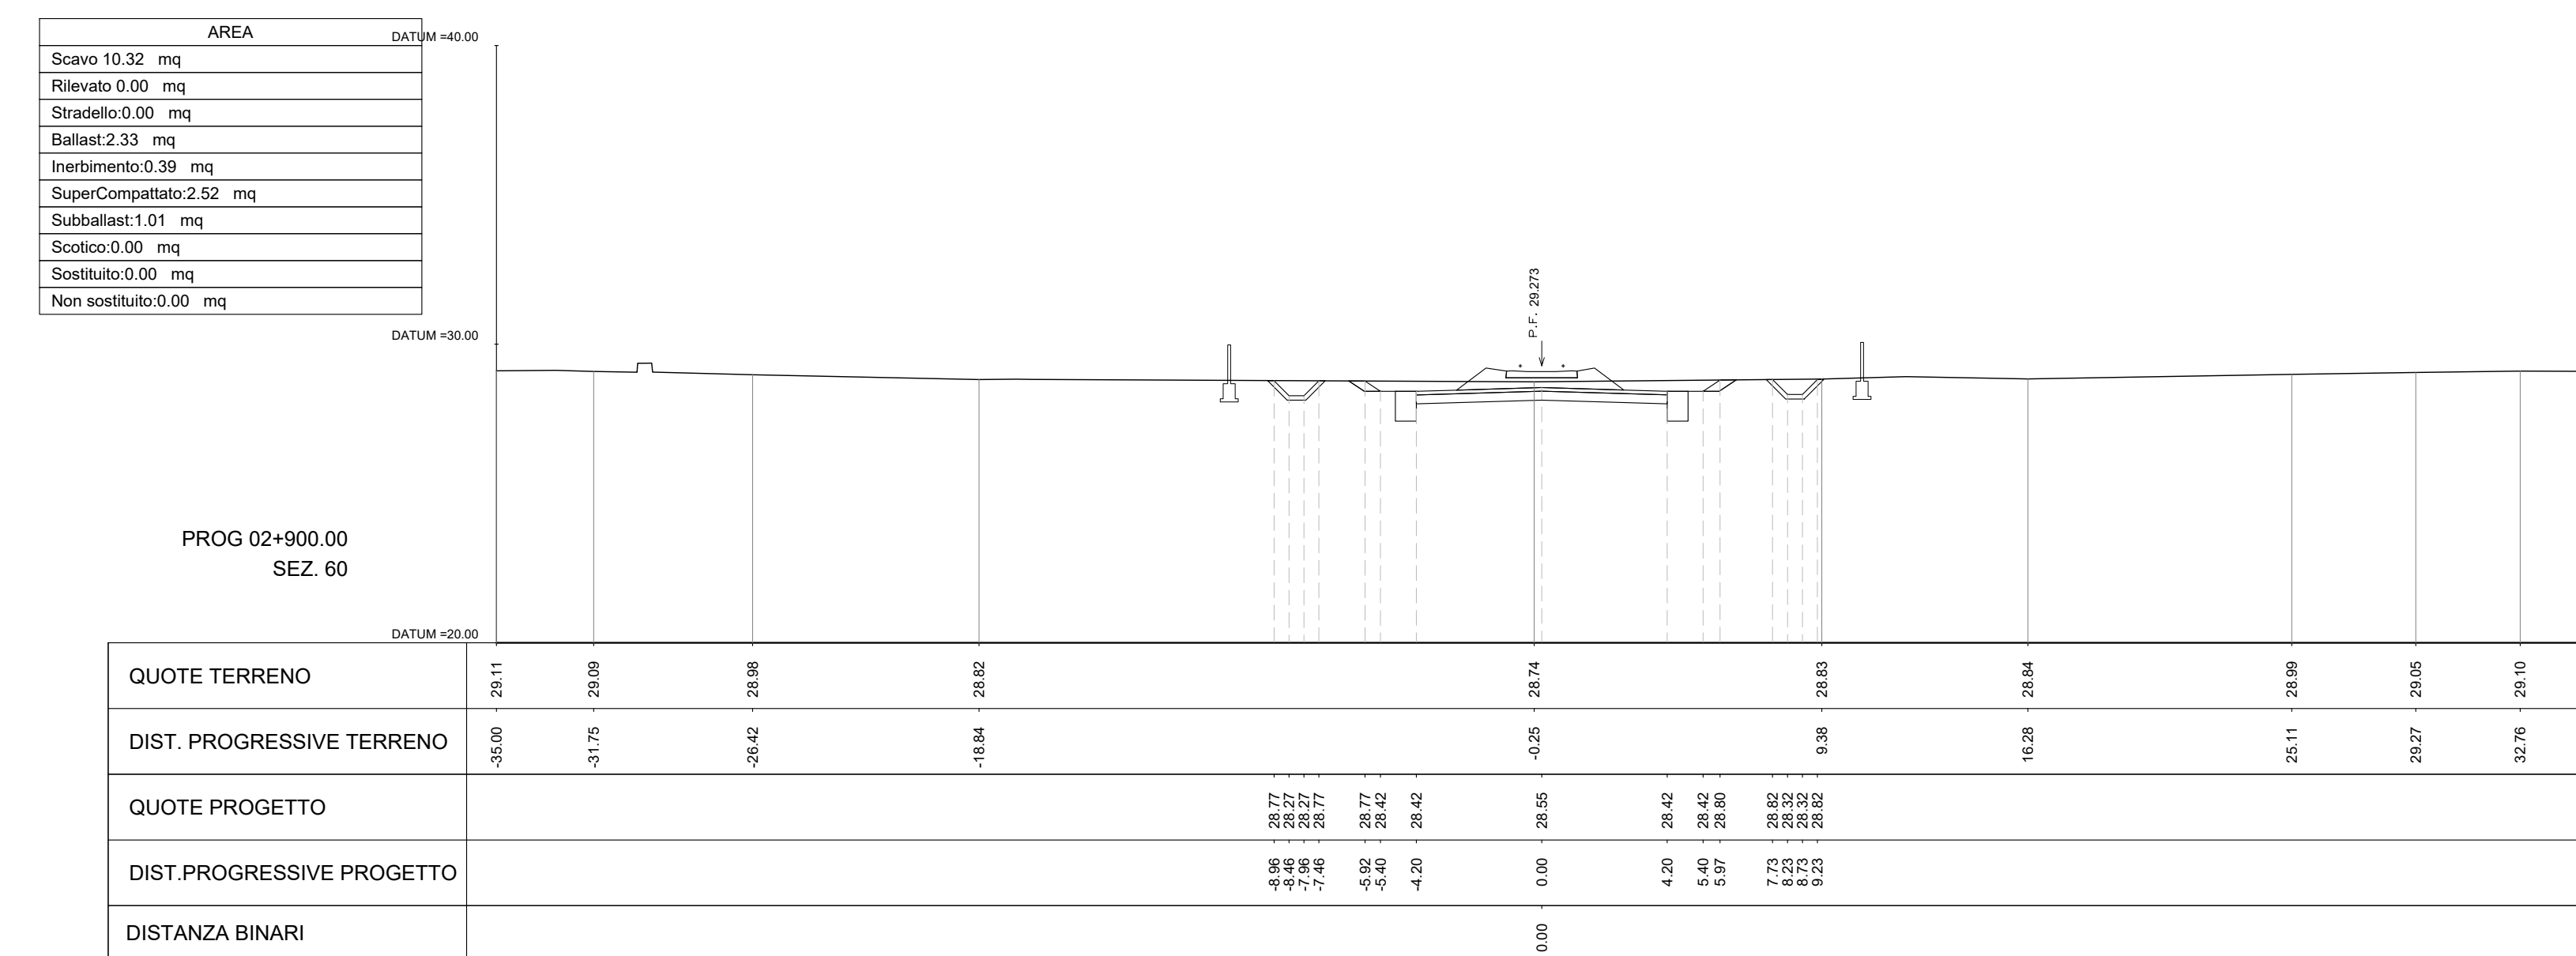 AREA
Scavo 10.32 mq
Rilevato 0.00 mq
Stradello:0.00 mq
Ballast:2.33 mq
Inerbimento:0.39 mq
SuperCompattato:2.52 mq
Subballast:1.01 mq
Scotico:0.00 mq
Sostituito:0.00 mq
Non sostituito:0.00 mq
DATUM =40.00
DATUM =30.00
P.F. 29.273
PROG 02+900.00
SEZ. 60
DATUM =20.00
QUOTE TERRENO 29.11 29.09 28.98 28.82 28.74 28.83 28.84 28.99 29.05 29.10
DIST. PROGRESSIVE TERRENO -35.00 -31.75 -26.42 -18.84 -0.25 9.38 16.28 25.11 29.27 32.76
QUOTE PROGETTO 28.77 28.27 28.27 28.77 28.77 28.42 28.42 28.55 28.42 28.42 28.80 28.82 28.32 28.32 28.82
DIST.PROGRESSIVE PROGETTO -8.96 -8.46 -7.96 -7.46 -5.92 -5.40 -4.20 0.00 4.20 5.40 5.97 7.73 8.23 8.73 9.23
DISTANZA BINARI 0.00